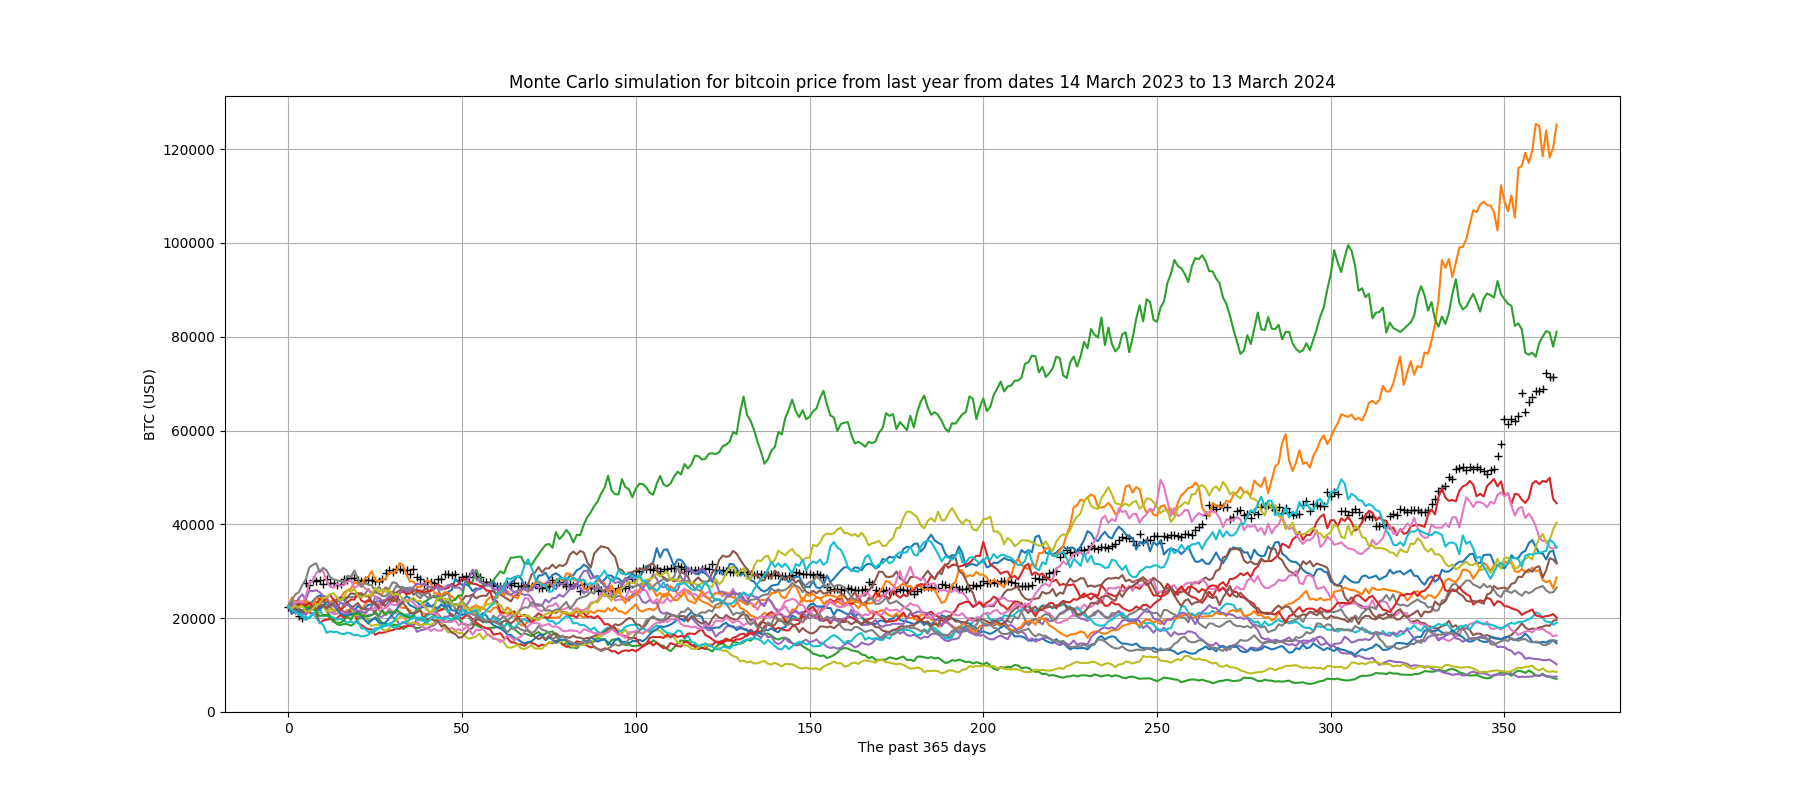 Monte Carlo simulation for bitcoin price from last year from dates 14 March 2023 to 13 March 2024
120000
100000
80000
60000
40000
20000
0
BTC (USD)
0 50 100 150 200 250 300 350
The past 365 days